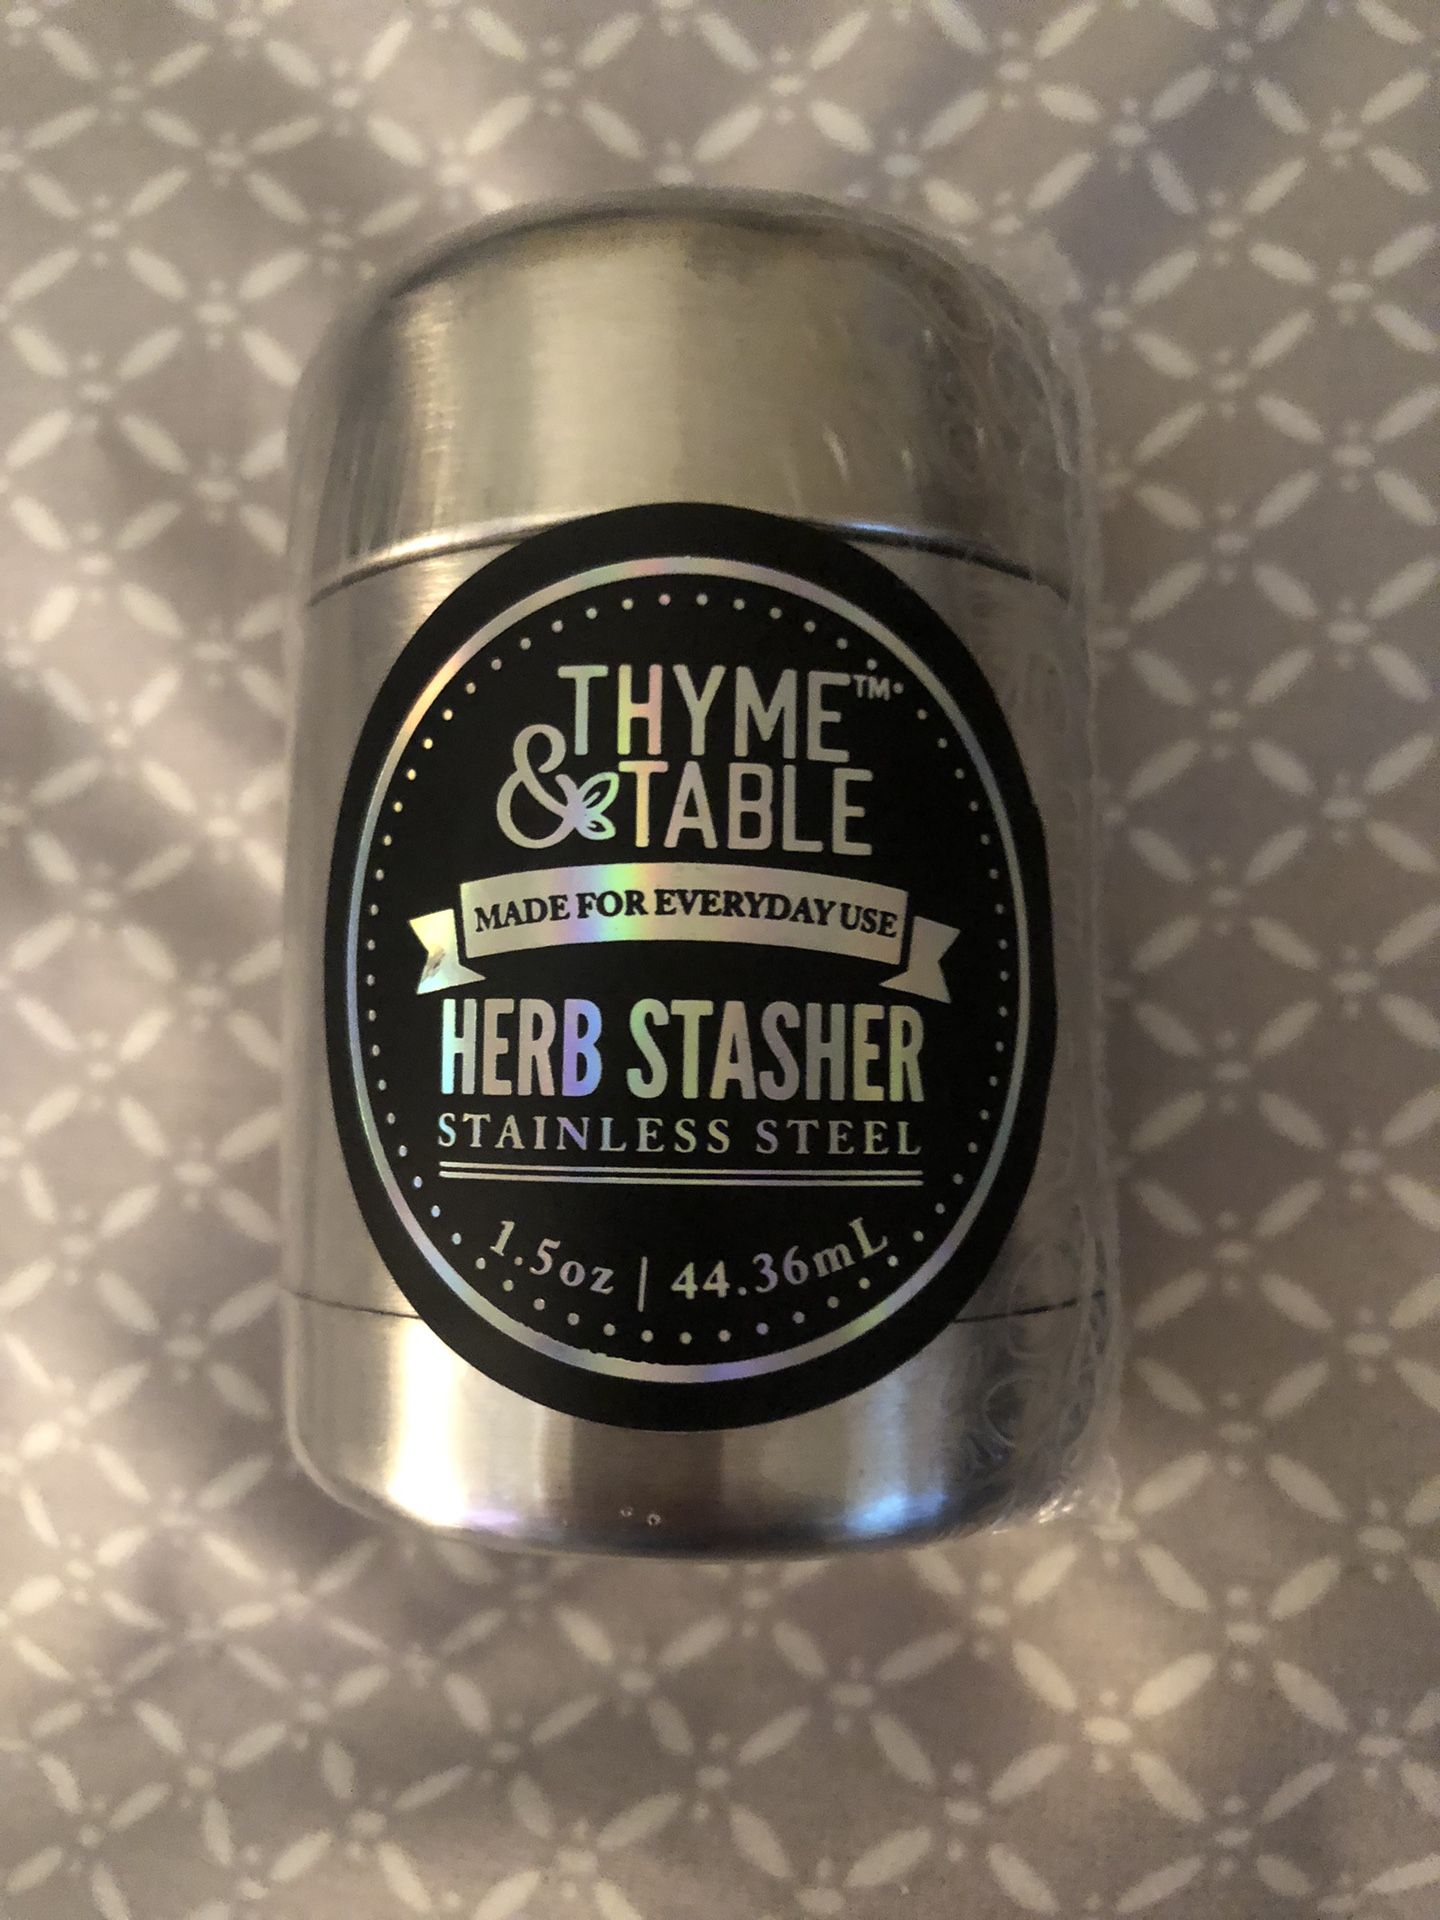 THYME™
& TABLE
MADE FOR EVERYDAY USE
HERB STASHER
STAINLESS STEEL
1.5oz | 44.36mL